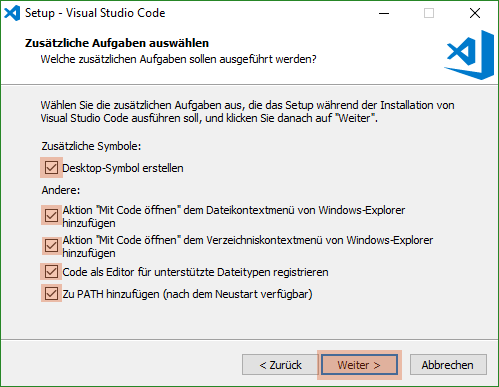 Setup - Visual Studio Code
Zusätzliche Aufgaben auswählen
Welche zusätzlichen Aufgaben sollen ausgeführt werden?
Wählen Sie die zusätzlichen Aufgaben aus, die das Setup während der Installation von
Visual Studio Code ausführen soll, und klicken Sie danach auf "Weiter".
Zusätzliche Symbole:
Desktop-Symbol erstellen
Andere:
Aktion "Mit Code öffnen" dem Dateikontextmenü von Windows-Explorer
hinzufügen
Aktion "Mit Code öffnen" dem Verzeichniskontextmenü von Windows-Explorer
hinzufügen
Code als Editor für unterstützte Dateitypen registrieren
Zu PATH hinzufügen (nach dem Neustart verfügbar)
< Zurück
Weiter >
Abbrechen